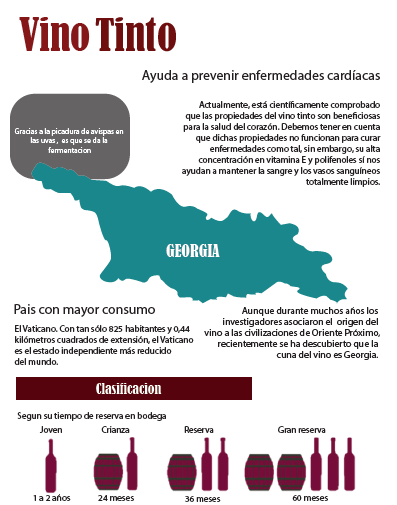 Vino Tinto
Ayuda a prevenir enfermedades cardíacas
Actualmente, está científicamente comprobado
que las propiedades del vino tinto son beneficiosas
para la salud del corazón. Debemos tener en cuenta
que dichas propiedades no funcionan para curar
enfermedades como tal, sin embargo, su alta
concentración en vitamina E y polifenoles sí nos
ayudan a mantener la sangre y los vasos sanguíneos
totalmente limpios.
Gracias a la picadura de avispas en
las uvas , es que se da la
fermentacion
GEORGIA
Pais con mayor consumo
El Vaticano. Con tan sólo 825 habitantes y 0,44
kilómetros cuadrados de extensión, el Vaticano
es el estado independiente más reducido
del mundo.
Aunque durante muchos años los
investigadores asociaron el origen del
vino a las civilizaciones de Oriente Próximo,
recientemente se ha descubierto que la
cuna del vino es Georgia.
Clasificacion
Segun su tiempo de reserva en bodega
Joven Crianza Reserva Gran reserva
1 a 2 años 24 meses 36 meses 60 meses